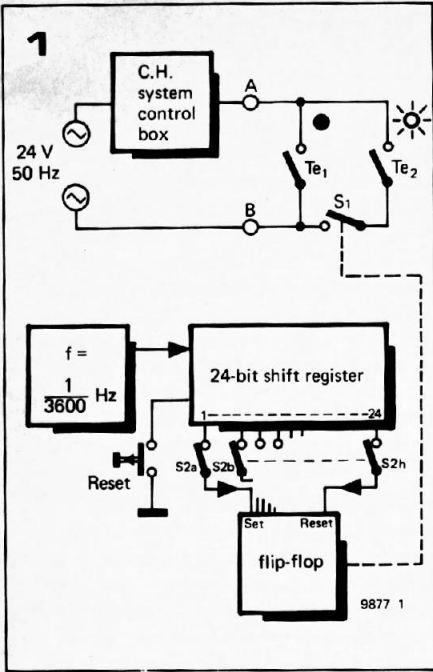 1
C.H.
system
control
box
A
24 V
50 Hz
Te1
Te2
S1
B
f =
1
3600 Hz
24-bit shift register
1 24
Reset
S2a
S2b
S2h
Set Reset
flip-flop
9877 1